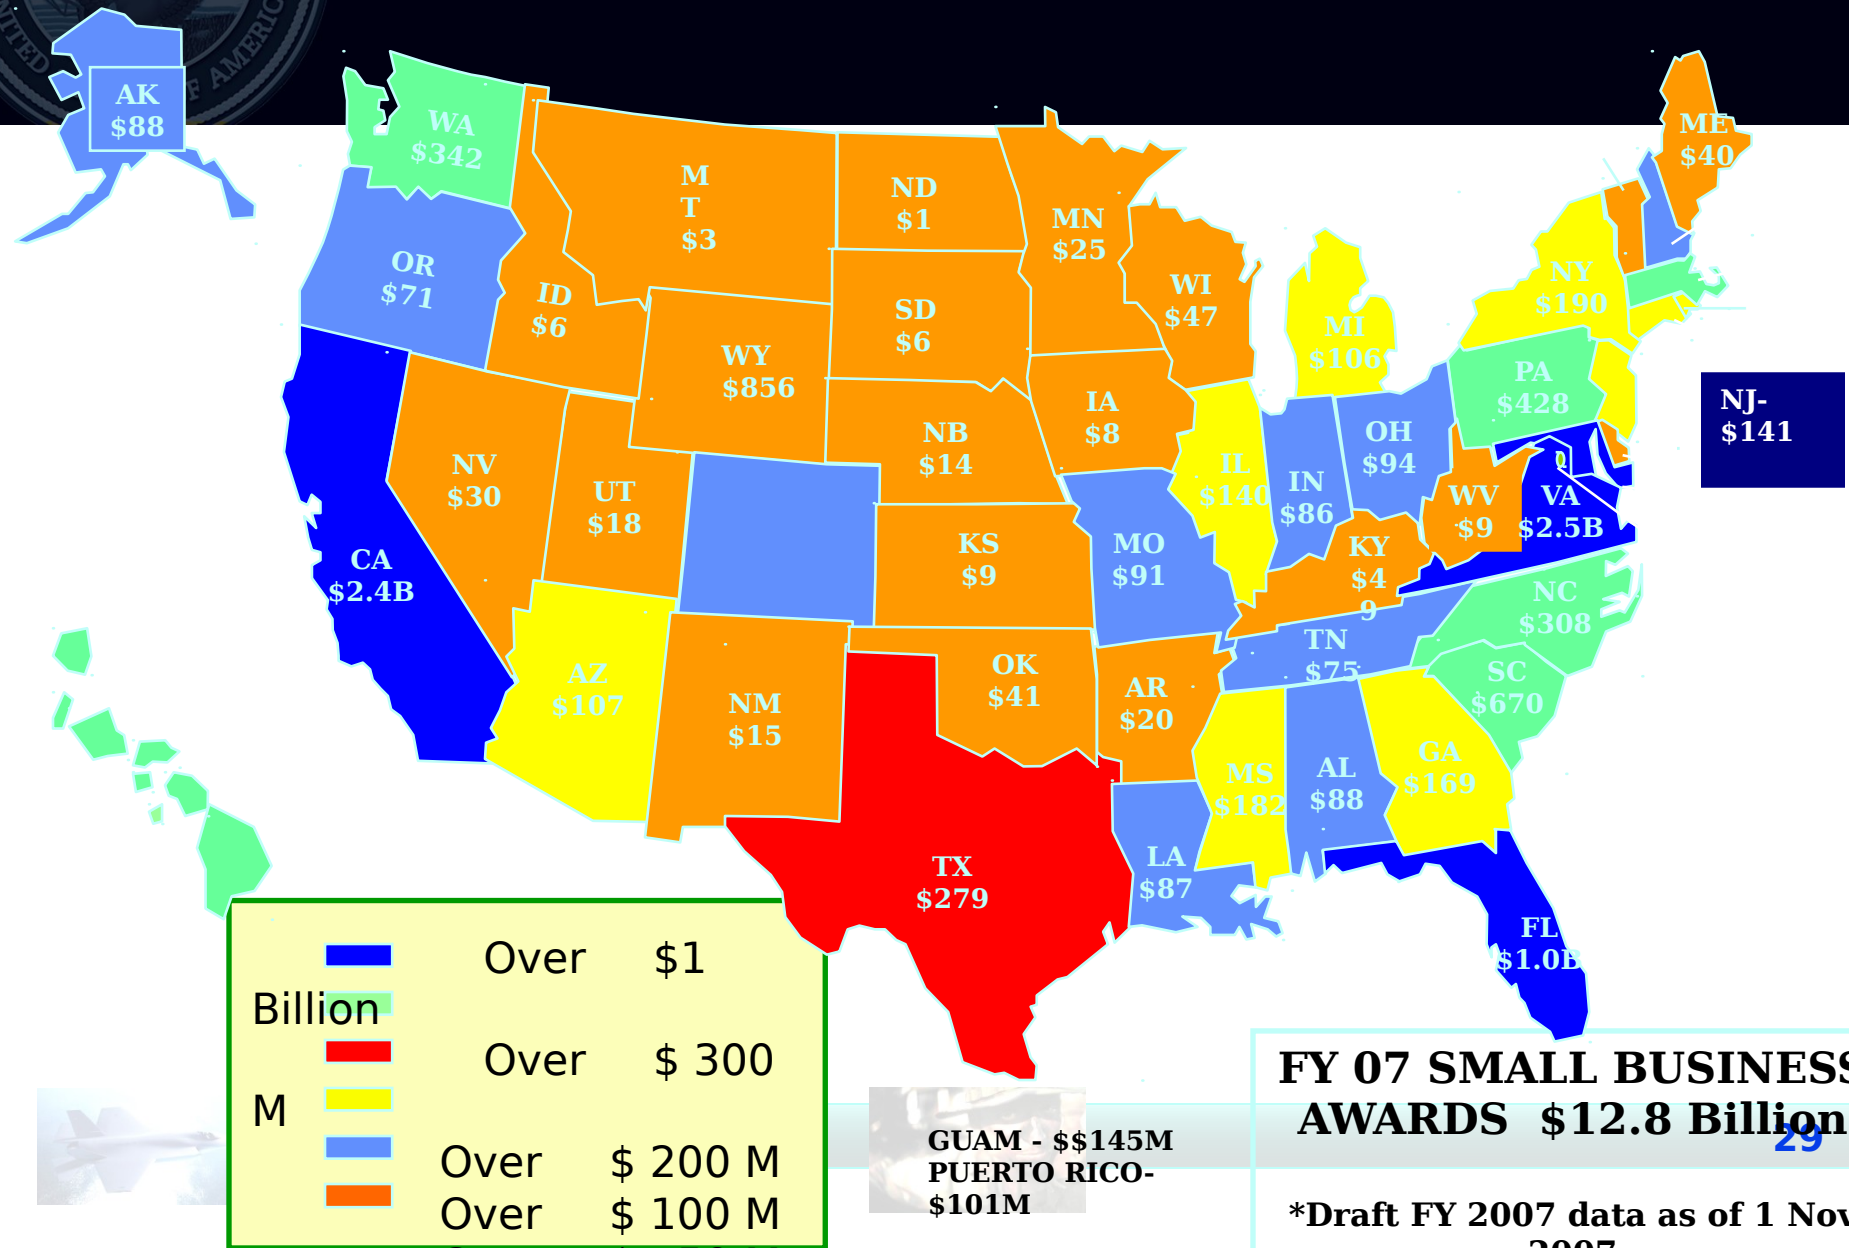 UNITED
OF AMERICA
AK
$88
WA
$342
OR
$71
ID
$6
M
T
$3
ND
$1
MN
$25
WI
$47
MI
$106
NY
$190
ME
$40
SD
$6
WY
$856
NB
$14
IA
$8
IL
$140
IN
$86
OH
$94
PA
$428
NJ-
$141
NV
$30
UT
$18
CA
$2.4B
KS
$9
MO
$91
KY
$4
9
WV
$9
VA
$2.5B
NC
$308
TN
$75
SC
$670
AZ
$107
NM
$15
OK
$41
AR
$20
MS
$182
AL
$88
GA
$169
TX
$279
LA
$87
FL
$1.0B
Over $1
Billion
Over $ 300
M
Over $ 200 M
Over $ 100 M
GUAM - $$145M
PUERTO RICO-
$101M
FY 07 SMALL BUSINESS
AWARDS $12.8 Billion
29
*Draft FY 2007 data as of 1 Nov
2007